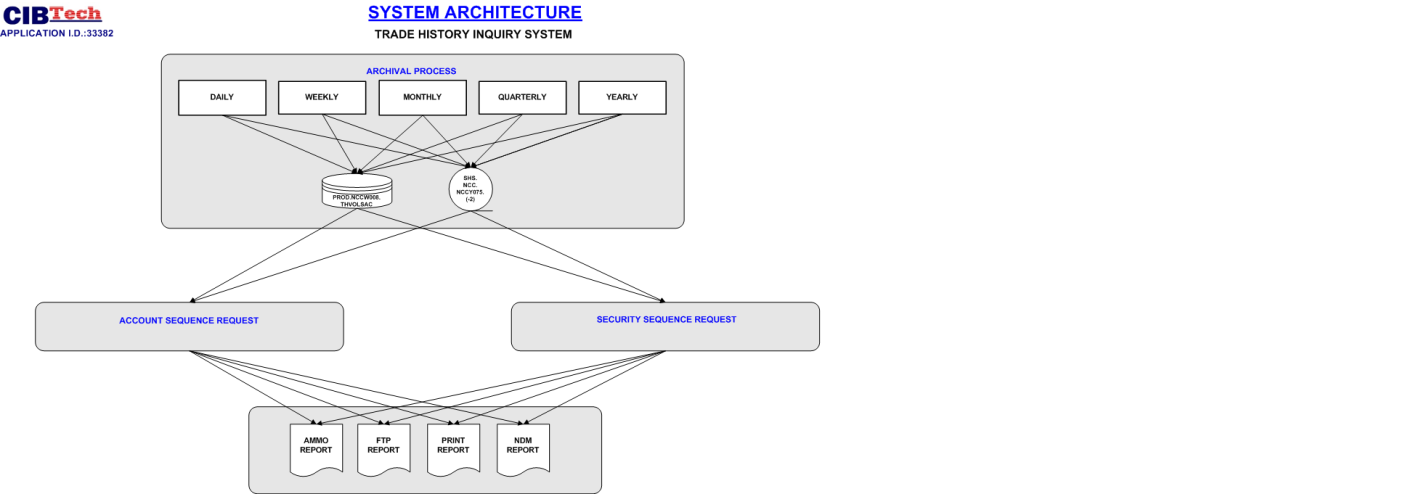 CIBTech
APPLICATION I.D.:33382
SYSTEM ARCHITECTURE
TRADE HISTORY INQUIRY SYSTEM
ARCHIVAL PROCESS
DAILY
WEEKLY
MONTHLY
QUARTERLY
YEARLY
PROD.NCCW008.
THVOLSAC
SHS.
NCC.
NCCY075.
(-2)
ACCOUNT SEQUENCE REQUEST
SECURITY SEQUENCE REQUEST
AMMO
REPORT
FTP
REPORT
PRINT
REPORT
NDM
REPORT